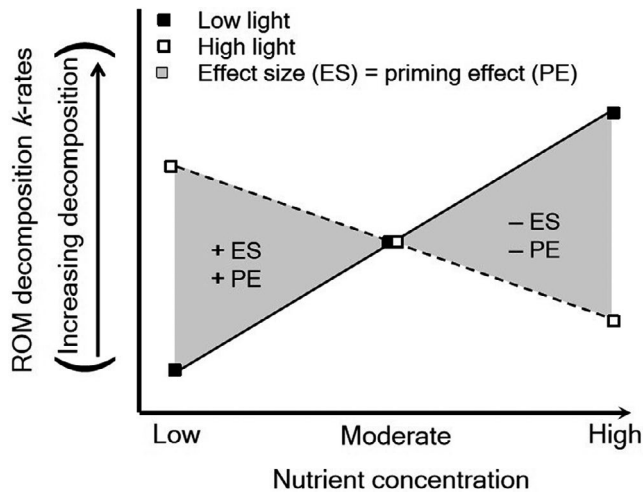 Low light
High light
Effect size (ES) = priming effect (PE)
ROM decomposition k-rates
Increasing decomposition
+ ES
+ PE
– ES
– PE
Low
Moderate
High
Nutrient concentration